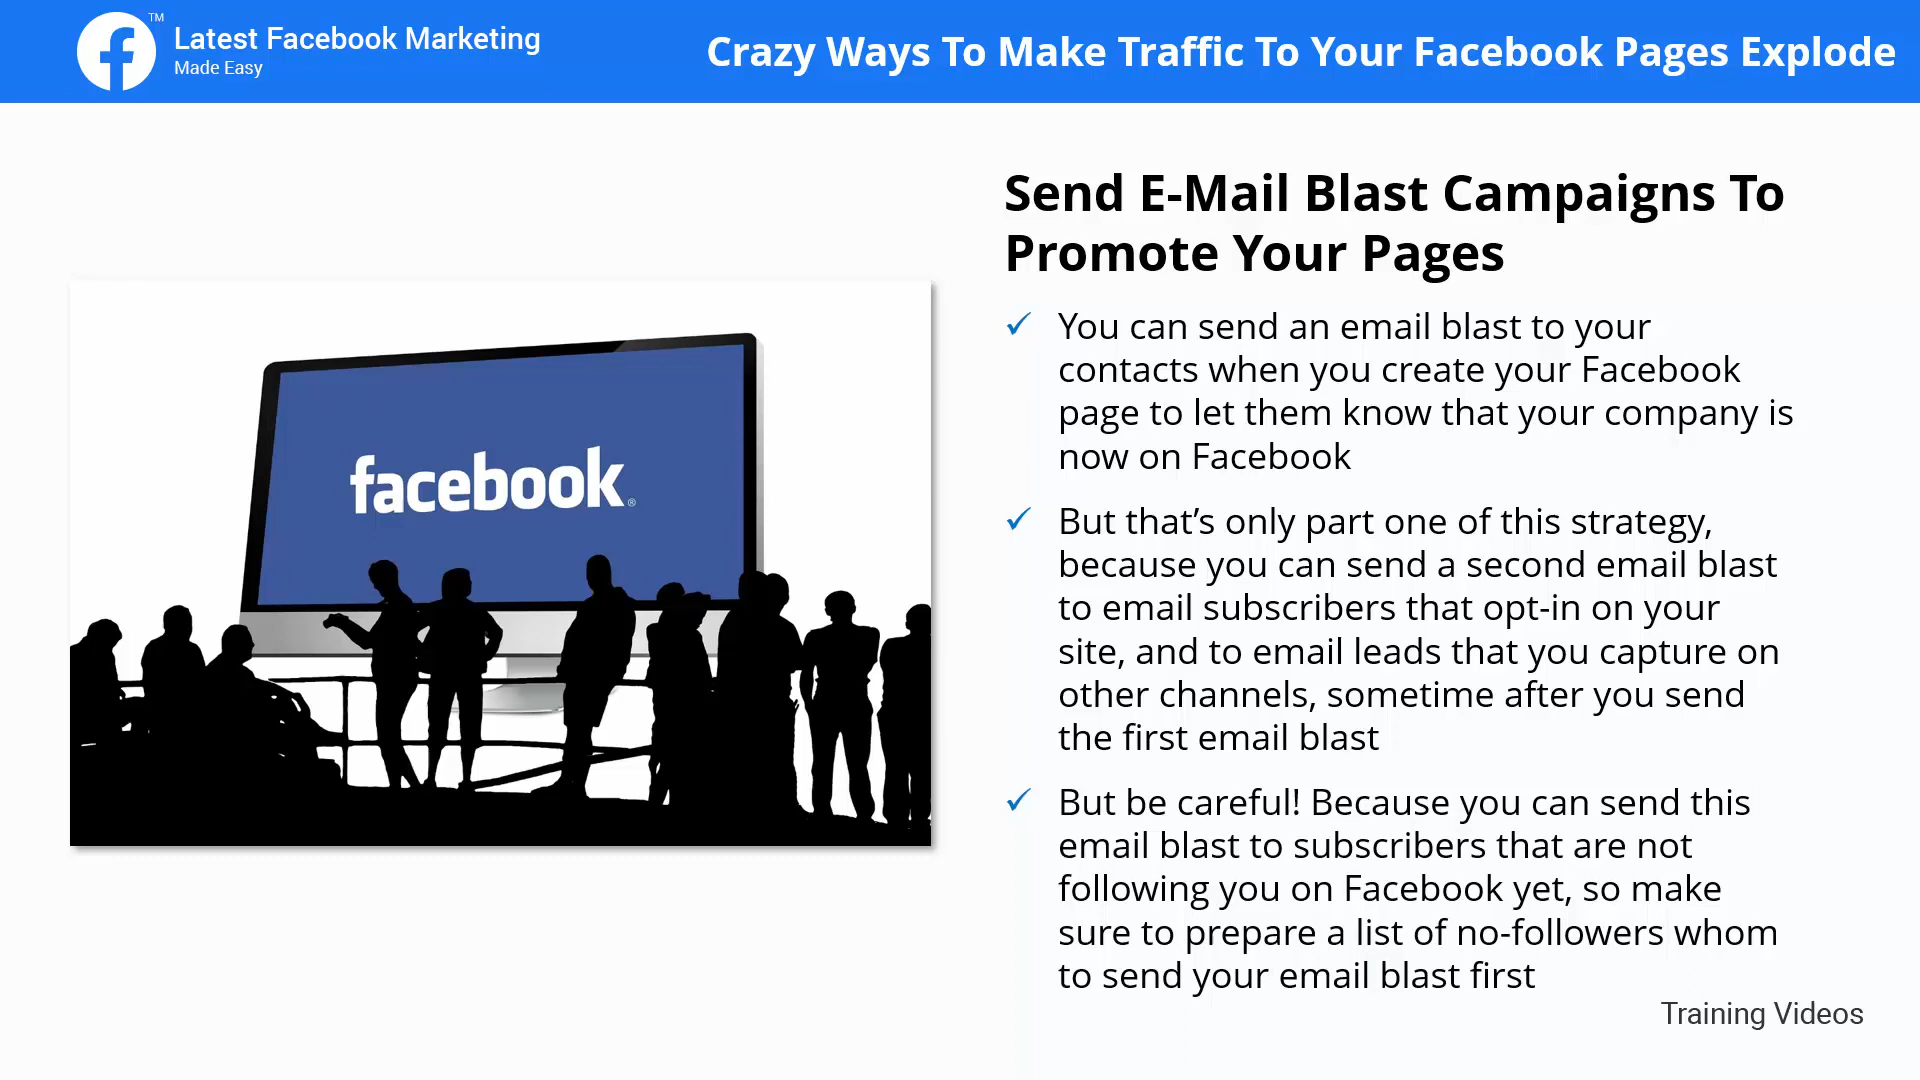 TM
Latest Facebook Marketing
Made Easy
Crazy Ways To Make Traffic To Your Facebook Pages Explode
facebook®
Send E-Mail Blast Campaigns To
Promote Your Pages
✓ You can send an email blast to your
contacts when you create your Facebook
page to let them know that your company is
now on Facebook
✓ But that’s only part one of this strategy,
because you can send a second email blast
to email subscribers that opt-in on your
site, and to email leads that you capture on
other channels, sometime after you send
the first email blast
✓ But be careful! Because you can send this
email blast to subscribers that are not
following you on Facebook yet, so make
sure to prepare a list of no-followers whom
to send your email blast first
Training Videos